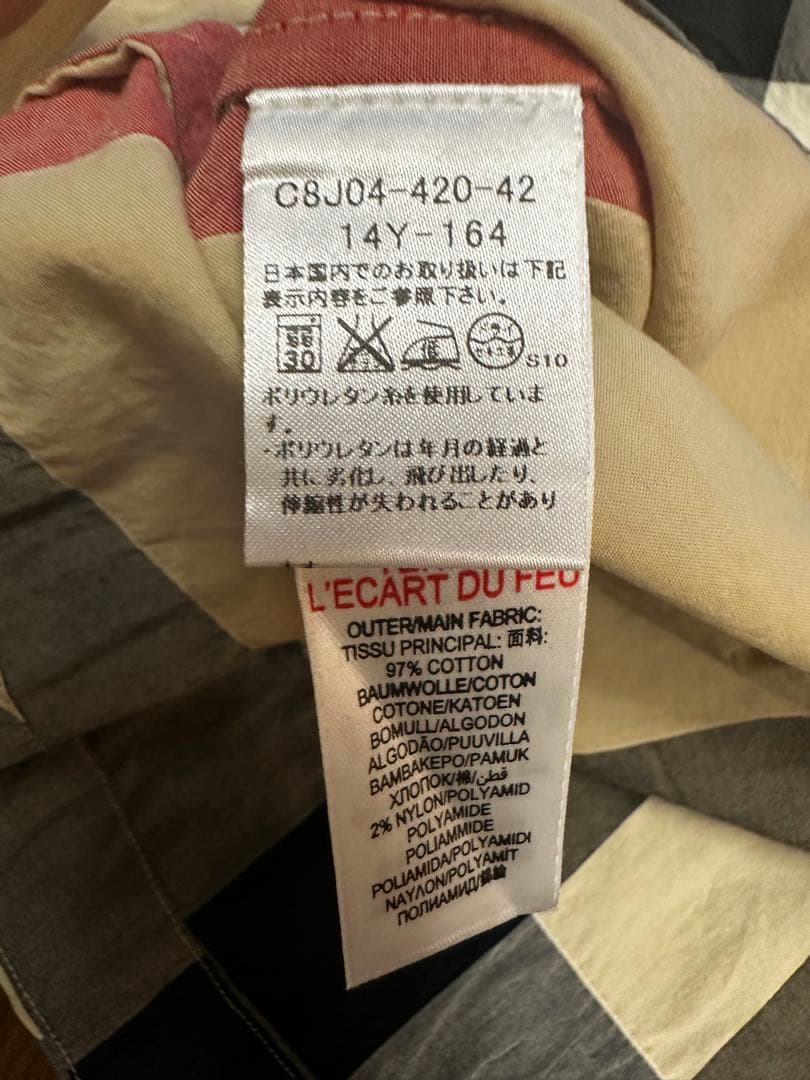 C8J04-420-42
14Y-164
日本国内でのお取り扱いは下記
表示内容をご参照下さい。
30
S10
ポリウレタン糸を使用していま
す。
・ポリウレタンは年月の経過と
共に劣化し、飛び出したり、
伸縮性が失われることがあり
L'ECART DU FEU
OUTER/MAIN FABRIC:
TISSU PRINCIPAL: 面料:
97% COTTON
BAUMWOLLE/COTON
COTONE/KATOEN
BOMULL/ALGODON
ALGODÃO/PUUVILLA
BAMBAKEPO/PAMUK
ХЛОПОК/棉/قطن
2% NYLON/POLYAMID
POLYAMIDE
POLIAMMIDE
POLIAMIDA/POLYAMIDI
NAYΛON/POLYAMİT
ПОЛИАМИД/錦綸